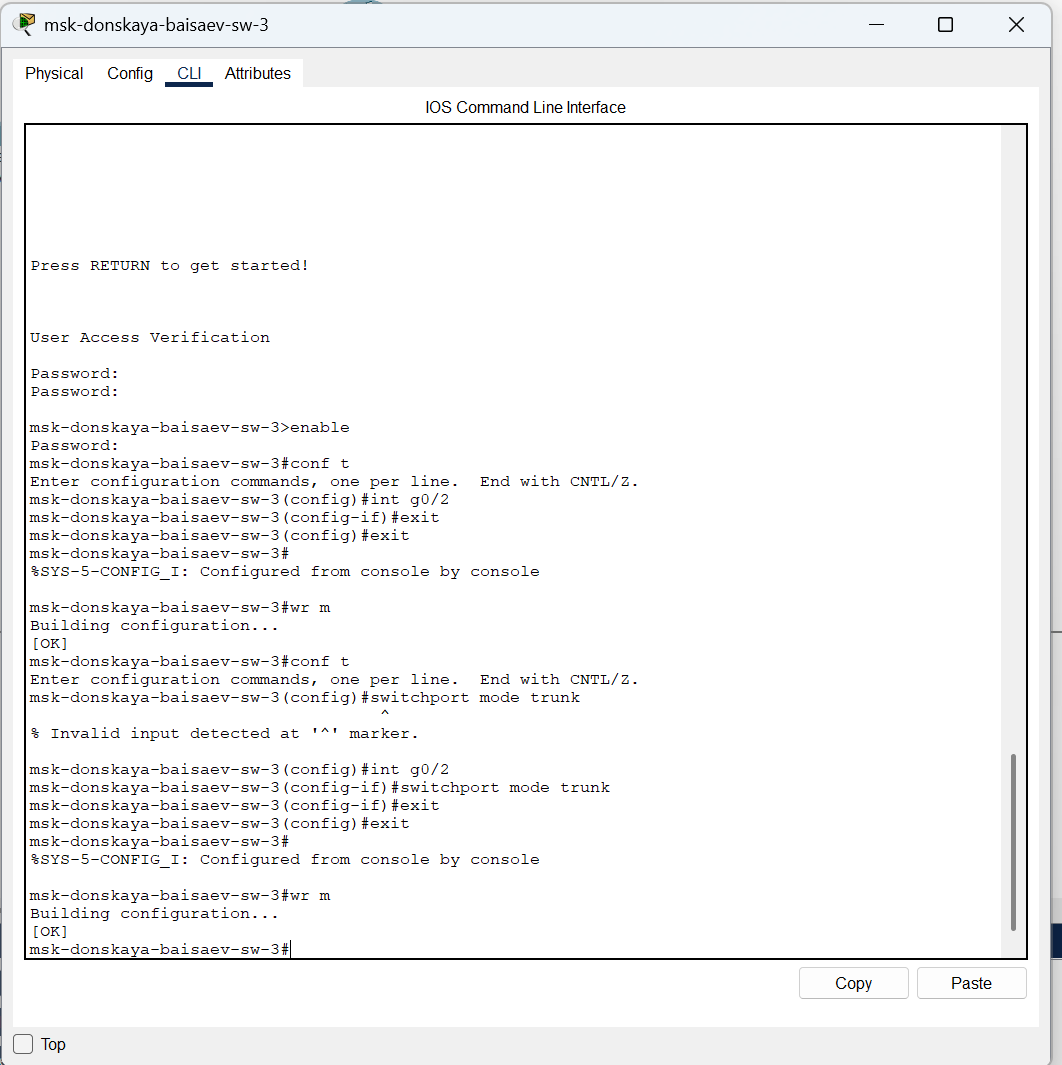 msk-donskaya-baisaev-sw-3
Physical Config CLI Attributes
IOS Command Line Interface
Press RETURN to get started!
User Access Verification
Password:
Password:
msk-donskaya-baisaev-sw-3>enable
Password:
msk-donskaya-baisaev-sw-3#conf t
Enter configuration commands, one per line.  End with CNTL/Z.
msk-donskaya-baisaev-sw-3(config)#int g0/2
msk-donskaya-baisaev-sw-3(config-if)#exit
msk-donskaya-baisaev-sw-3(config)#exit
msk-donskaya-baisaev-sw-3#
%SYS-5-CONFIG_I: Configured from console by console
msk-donskaya-baisaev-sw-3#wr m
Building configuration...
[OK]
msk-donskaya-baisaev-sw-3#conf t
Enter configuration commands, one per line.  End with CNTL/Z.
msk-donskaya-baisaev-sw-3(config)#switchport mode trunk
^
% Invalid input detected at '^' marker.
msk-donskaya-baisaev-sw-3(config)#int g0/2
msk-donskaya-baisaev-sw-3(config-if)#switchport mode trunk
msk-donskaya-baisaev-sw-3(config-if)#exit
msk-donskaya-baisaev-sw-3(config)#exit
msk-donskaya-baisaev-sw-3#
%SYS-5-CONFIG_I: Configured from console by console
msk-donskaya-baisaev-sw-3#wr m
Building configuration...
[OK]
msk-donskaya-baisaev-sw-3#
Copy Paste
Top